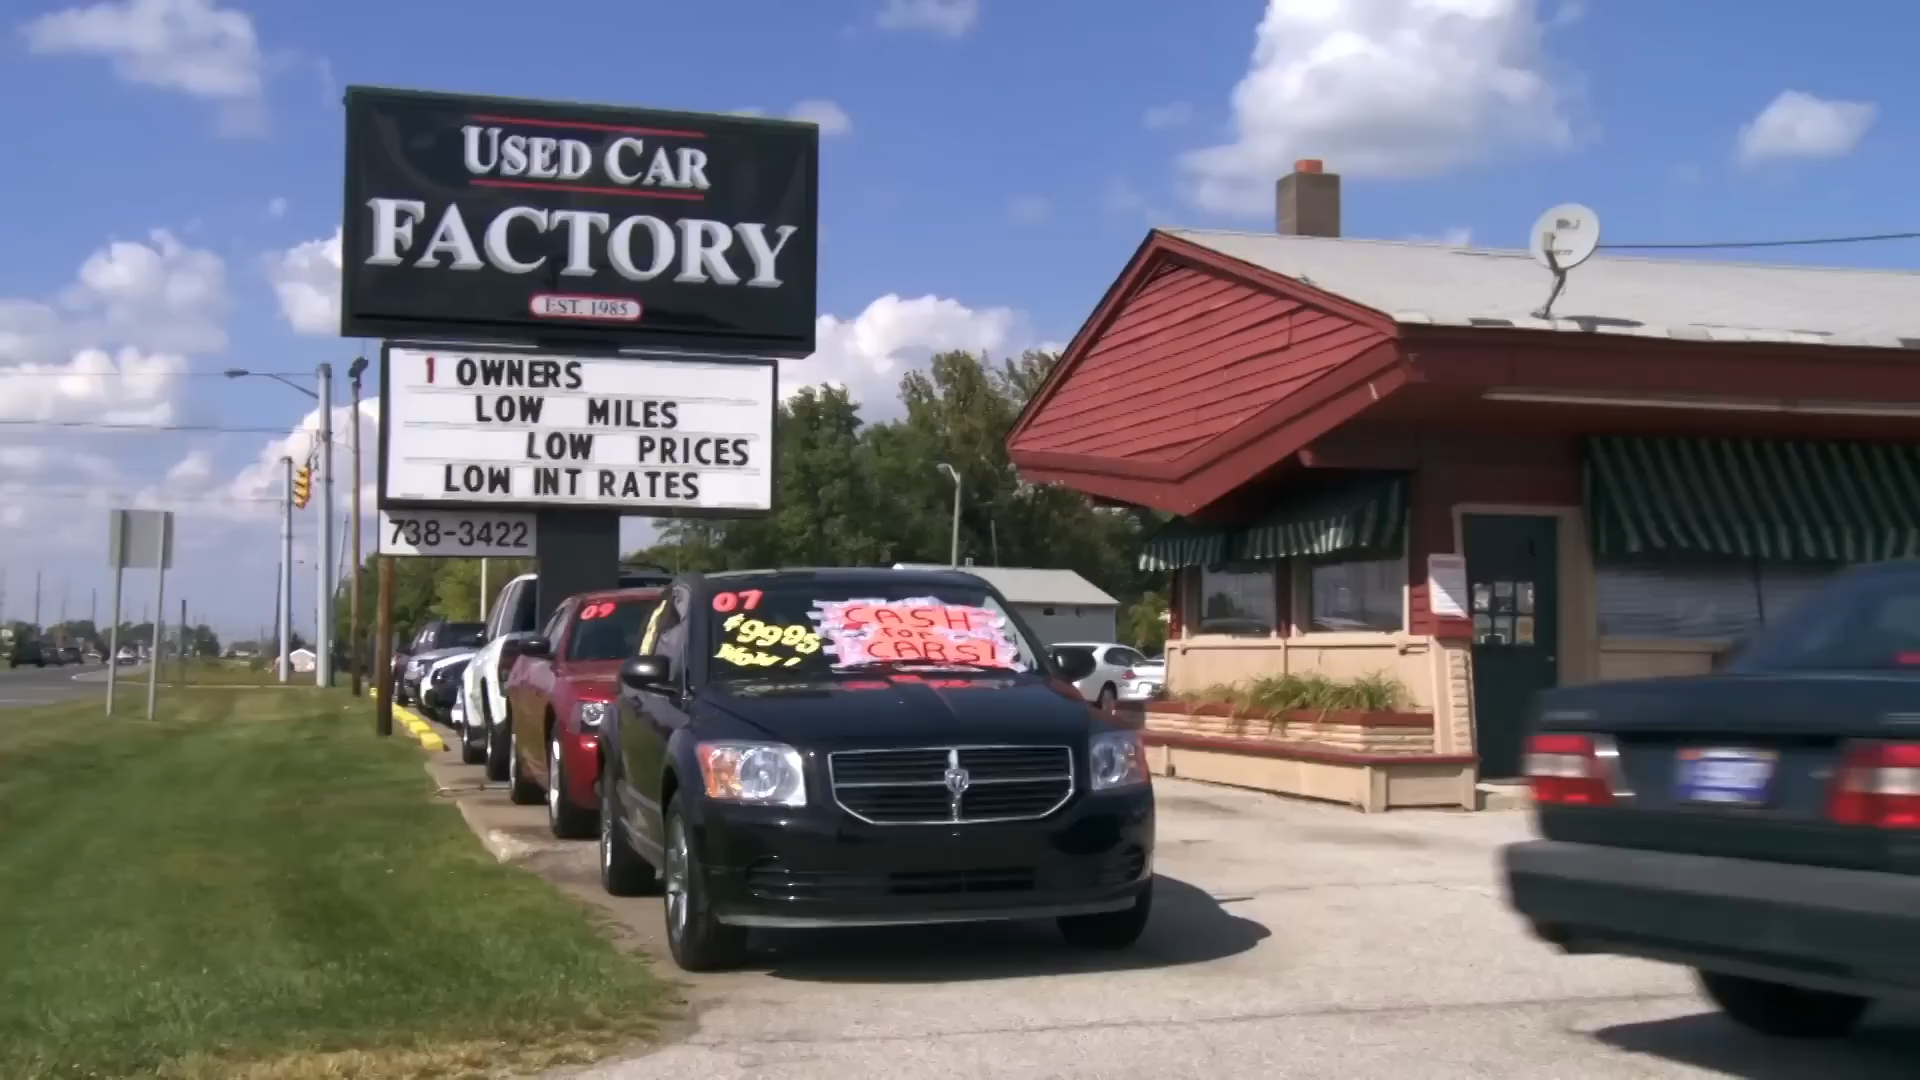 USED CAR
FACTORY
EST. 1985
1 OWNERS
LOW MILES
LOW PRICES
LOW INT RATES
738-3422
09
07
$9995
Now!
CASH
for
CARS!